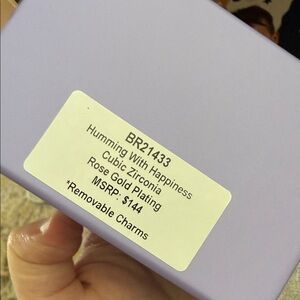 BR21433
Humming With Happiness
Cubic Zirconia
Rose Gold Plating
MSRP: $144
*Removable Charms